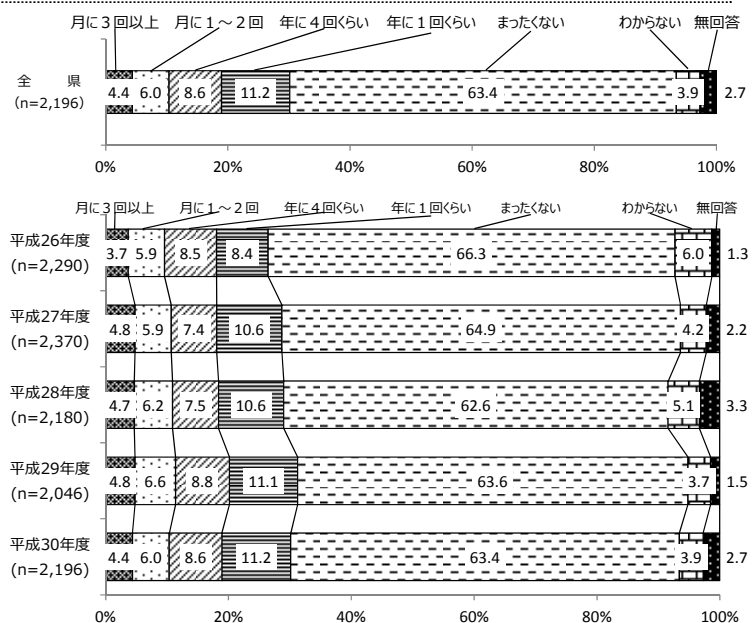 月に３回以上 月に１～２回 年に４回くらい 年に１回くらい まったくない わからない 無回答
全　県
(n=2,196)
4.4 6.0 8.6 11.2 63.4 3.9 2.7
0% 20% 40% 60% 80% 100%
月に３回以上 月に１～２回 年に４回くらい 年に１回くらい まったくない わからない 無回答
平成26年度
(n=2,290)
3.7 5.9 8.5 8.4 66.3 6.0 1.3
平成27年度
(n=2,370)
4.8 5.9 7.4 10.6 64.9 4.2 2.2
平成28年度
(n=2,180)
4.7 6.2 7.5 10.6 62.6 5.1 3.3
平成29年度
(n=2,046)
4.8 6.6 8.8 11.1 63.6 3.7 1.5
平成30年度
(n=2,196)
4.4 6.0 8.6 11.2 63.4 3.9 2.7
0% 20% 40% 60% 80% 100%